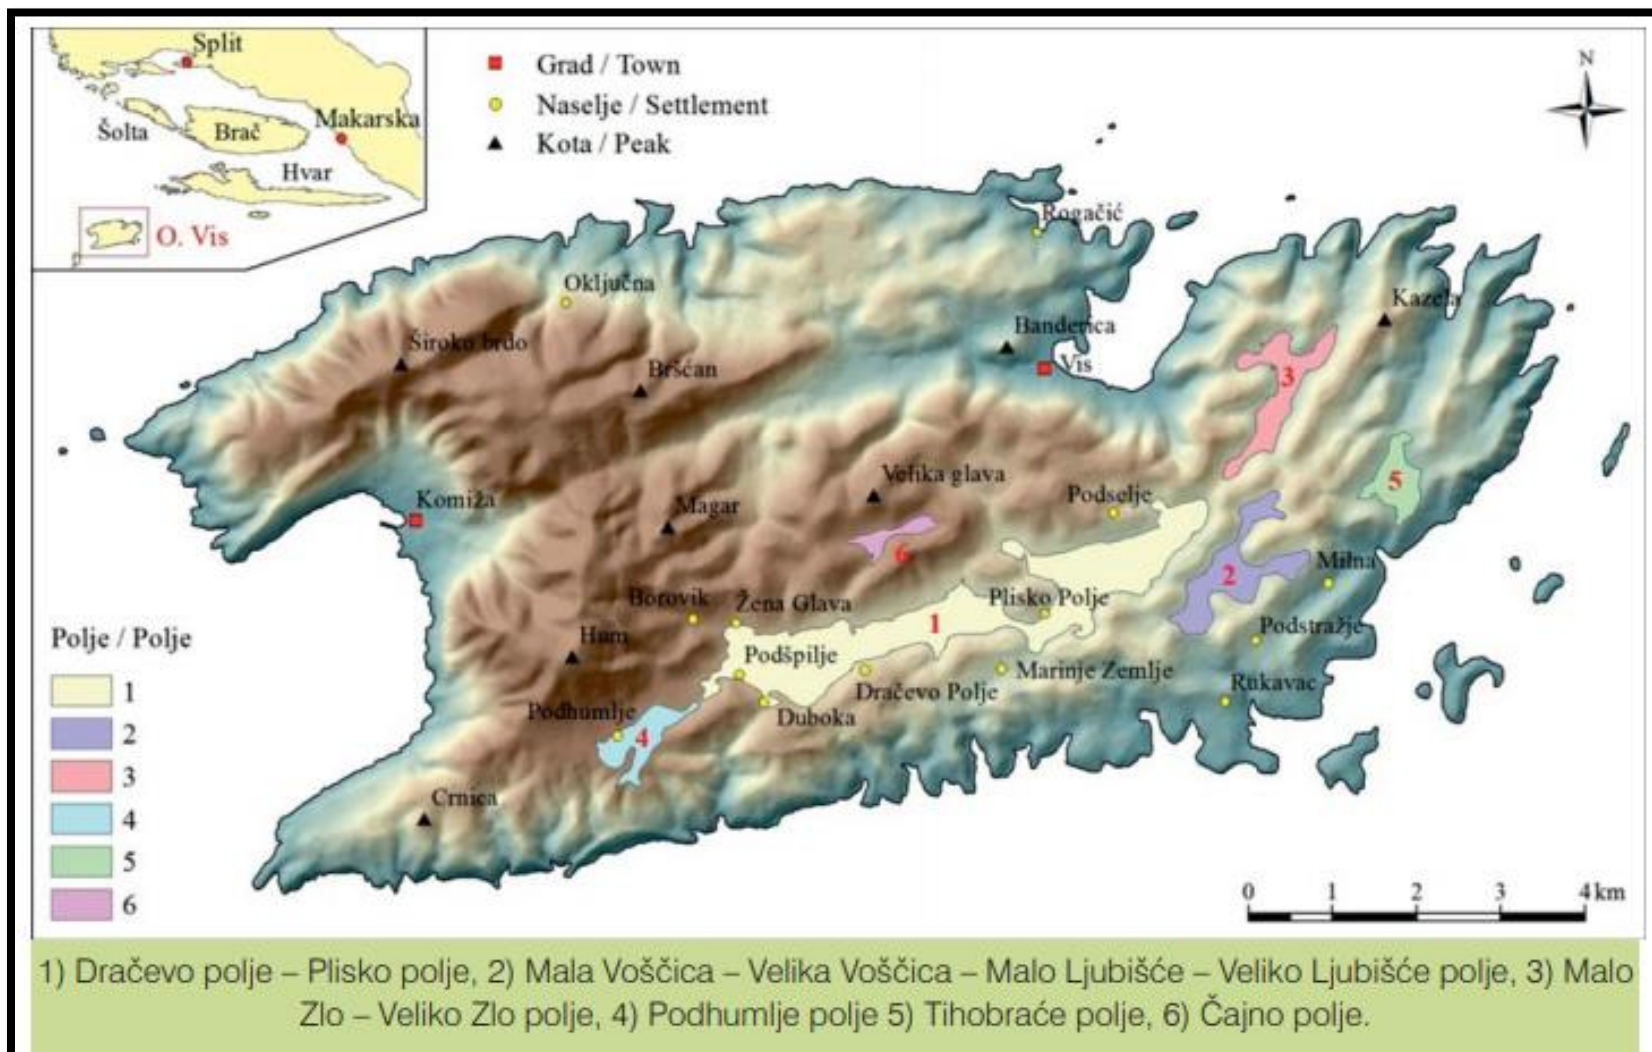 Split
Šolta
Brač
Makarska
Hvar
O. Vis
Grad / Town
Naselje / Settlement
Kota / Peak
N
Rogačić
Oključna
Kazela
Banderica
Široko brdo
Vis
Bršćan
3
Velika glava
5
Komiža
Magar
Podselje
6
Milna
2
Borovik
Žena Glava
Plisko Polje
1
Podstražje
Hum
Podšpilje
Marinje Zemlje
Dračevo Polje
Rukavac
Podhumlje
Duboka
4
Crnica
Polje / Polje
1
2
3
4
5
6
0 1 2 3 4 km
1) Dračevo polje – Plisko polje, 2) Mala Voščica – Velika Voščica – Malo Ljubišće – Veliko Ljubišće polje, 3) Malo
Zlo – Veliko Zlo polje, 4) Podhumlje polje 5) Tihobraće polje, 6) Čajno polje.